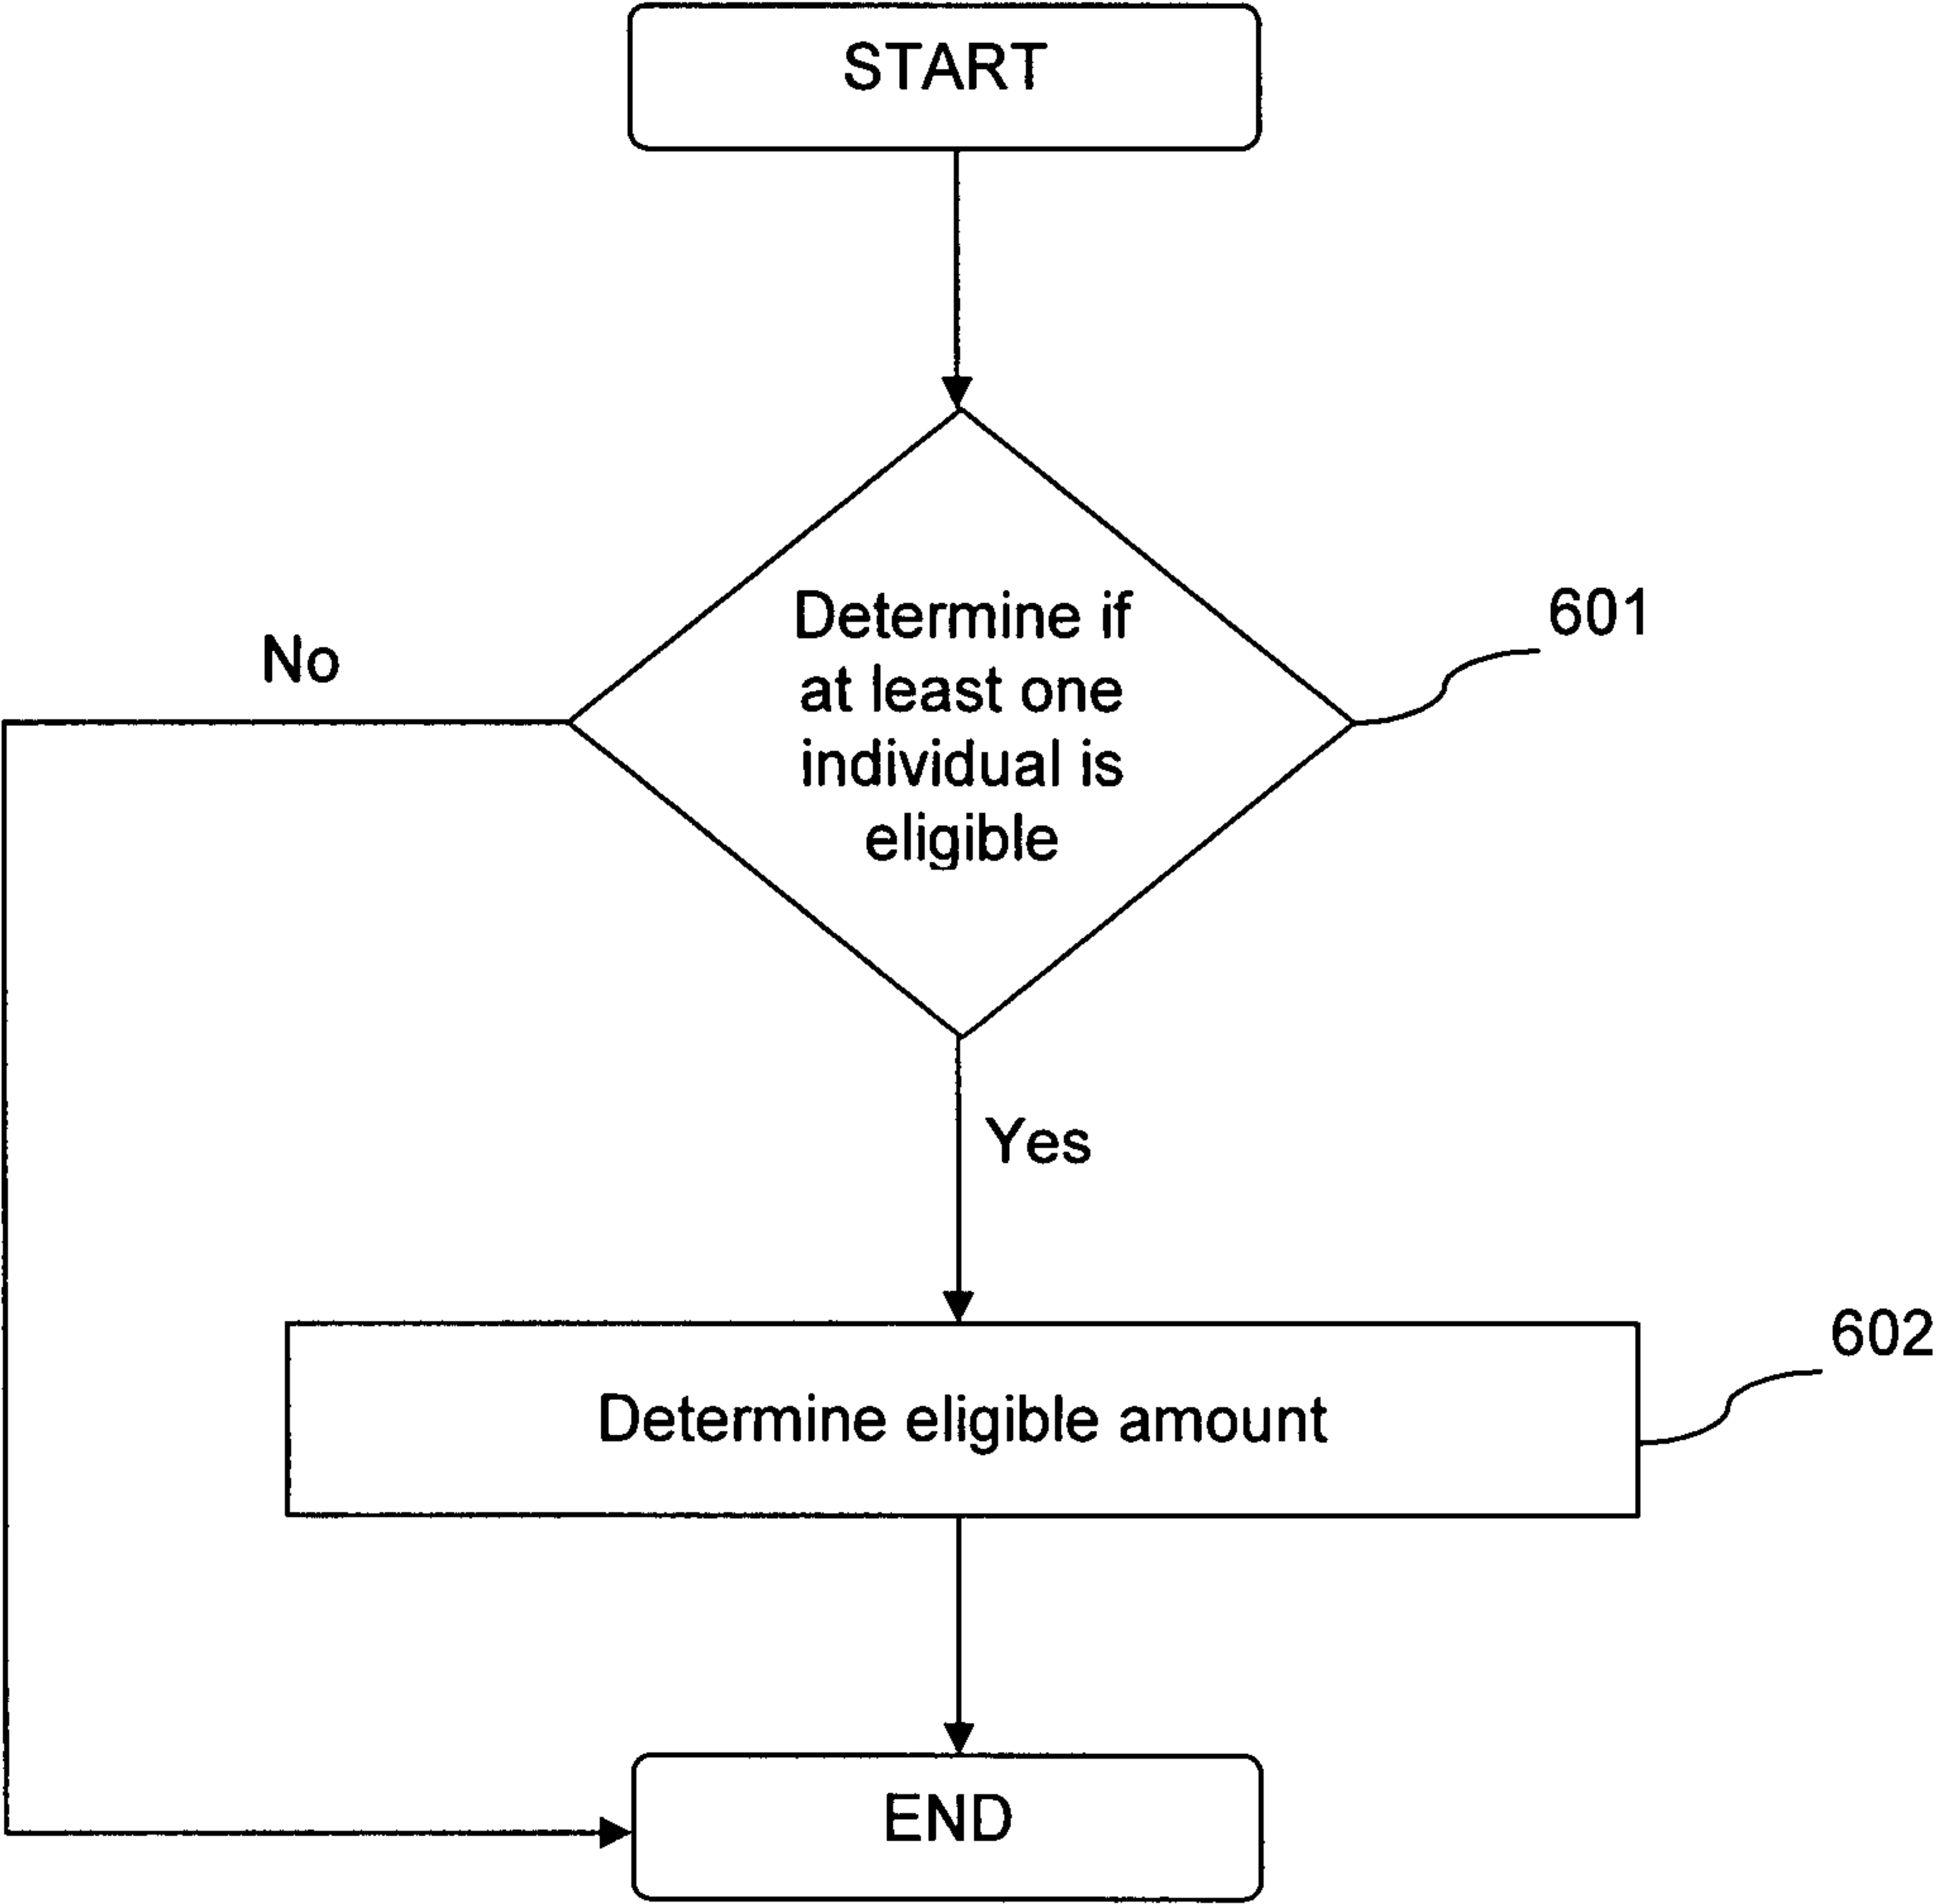 START
Determine if
at least one
individual is
eligible
601
No
Yes
Determine eligible amount
602
END